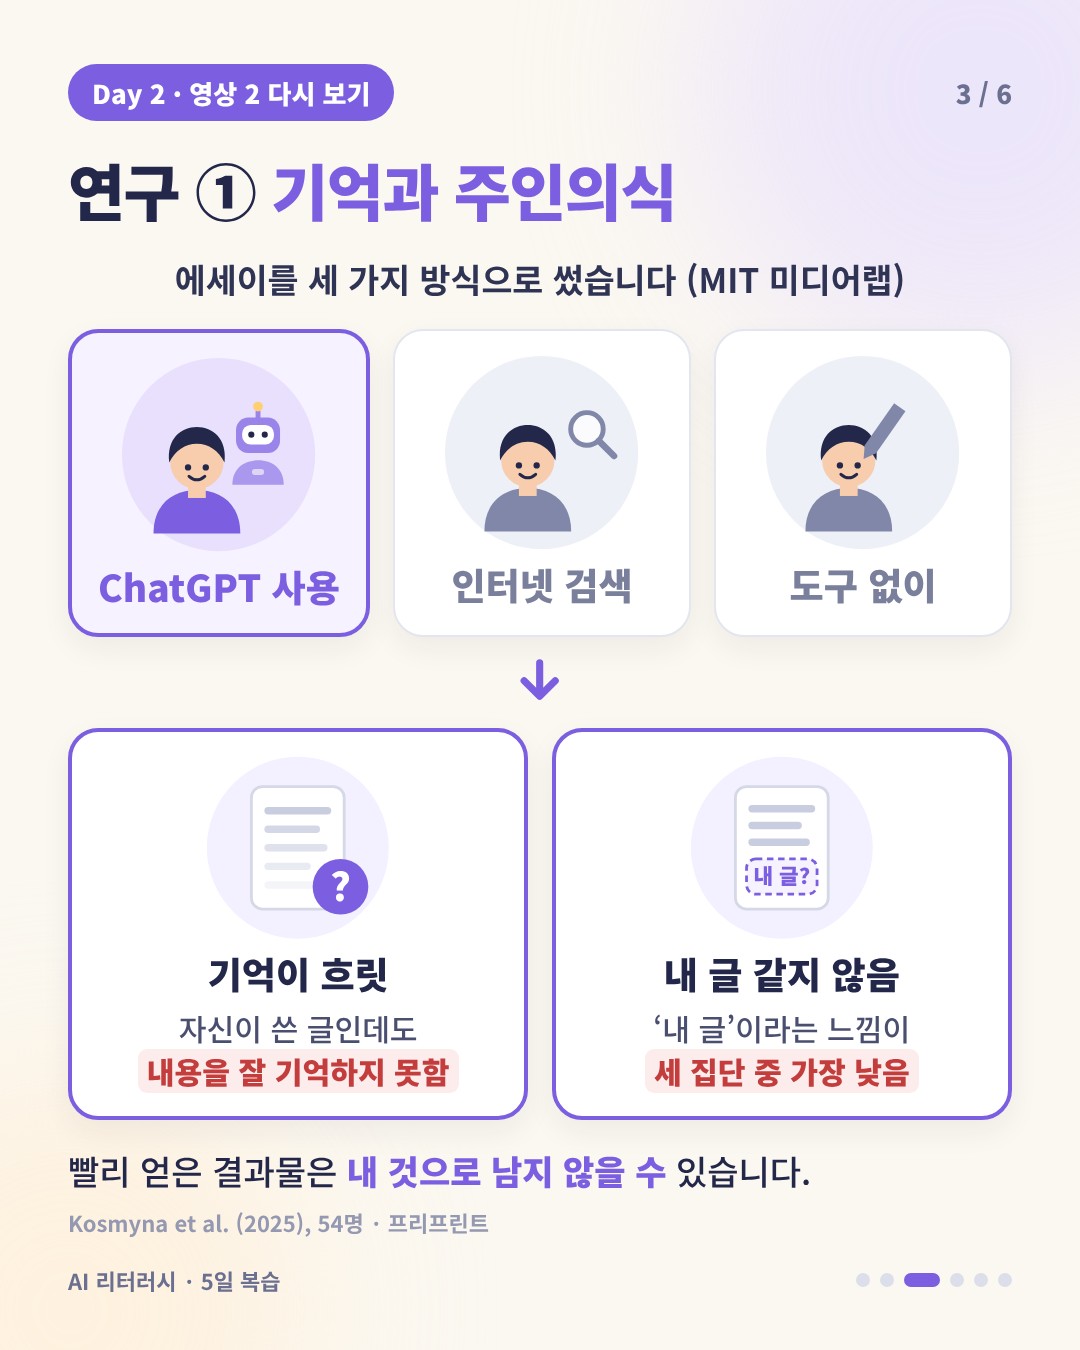 Day 2 · 영상 2 다시 보기
3 / 6
연구 ① 기억과 주인의식
에세이를 세 가지 방식으로 썼습니다 (MIT 미디어랩)
ChatGPT 사용
인터넷 검색
도구 없이
?
기억이 흐릿
자신이 쓴 글인데도
내용을 잘 기억하지 못함
내 글?
내 글 같지 않음
‘내 글’이라는 느낌이
세 집단 중 가장 낮음
빨리 얻은 결과물은 내 것으로 남지 않을 수 있습니다.
Kosmyna et al. (2025), 54명 · 프리프린트
AI 리터러시 · 5일 복습